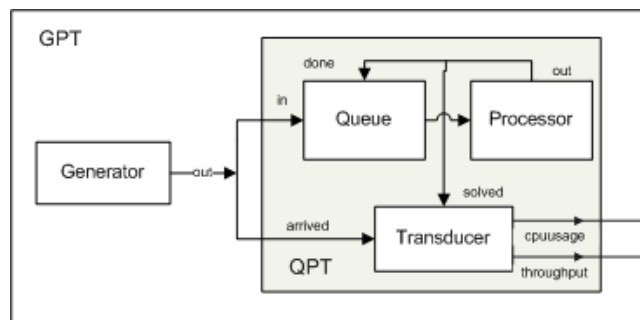 GPT
done
out
in
Queue
Processor
Generator
out
solved
arrived
Transducer
cpuusage
QPT
throughput